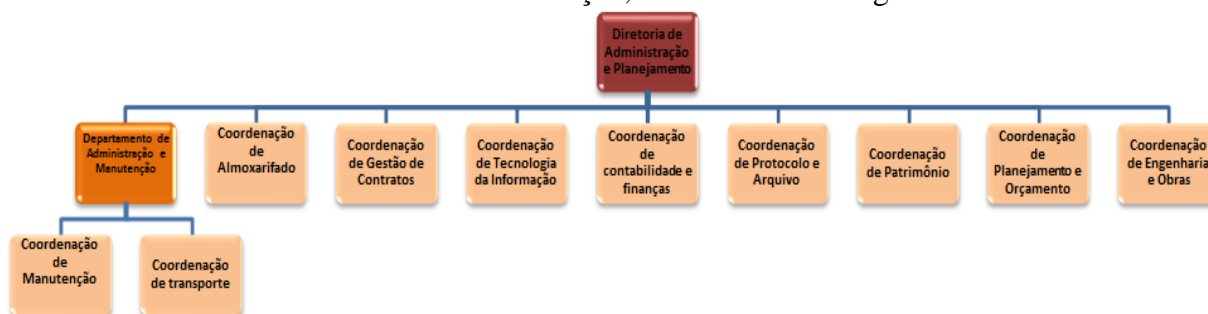 Diretoria de
Administração
e Planejamento
Departamento de
Administração e
Manutenção
Coordenação
de
Almoxarifado
Coordenação
de Gestão de
Contratos
Coordenação
de Tecnologia
da Informação
Coordenação
de
contabilidade e
finanças
Coordenação
de Protocolo e
Arquivo
Coordenação
de Patrimônio
Coordenação
de
Planejamento e
Orçamento
Coordenação
de Engenharia
e Obras
Coordenação
de
Manutenção
Coordenação
de transporte